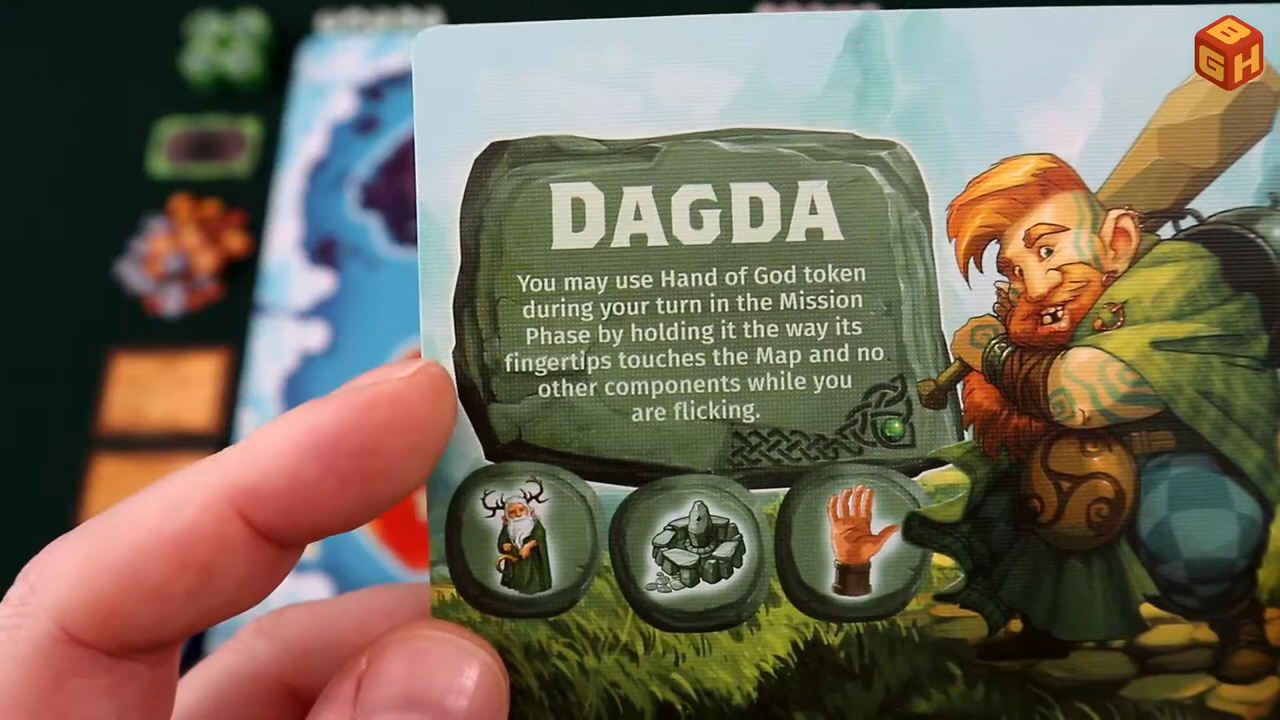 BGH
DAGDA
You may use Hand of God token
during your turn in the Mission
Phase by holding it the way its
fingertips touches the Map and no
other components while you
are flicking.